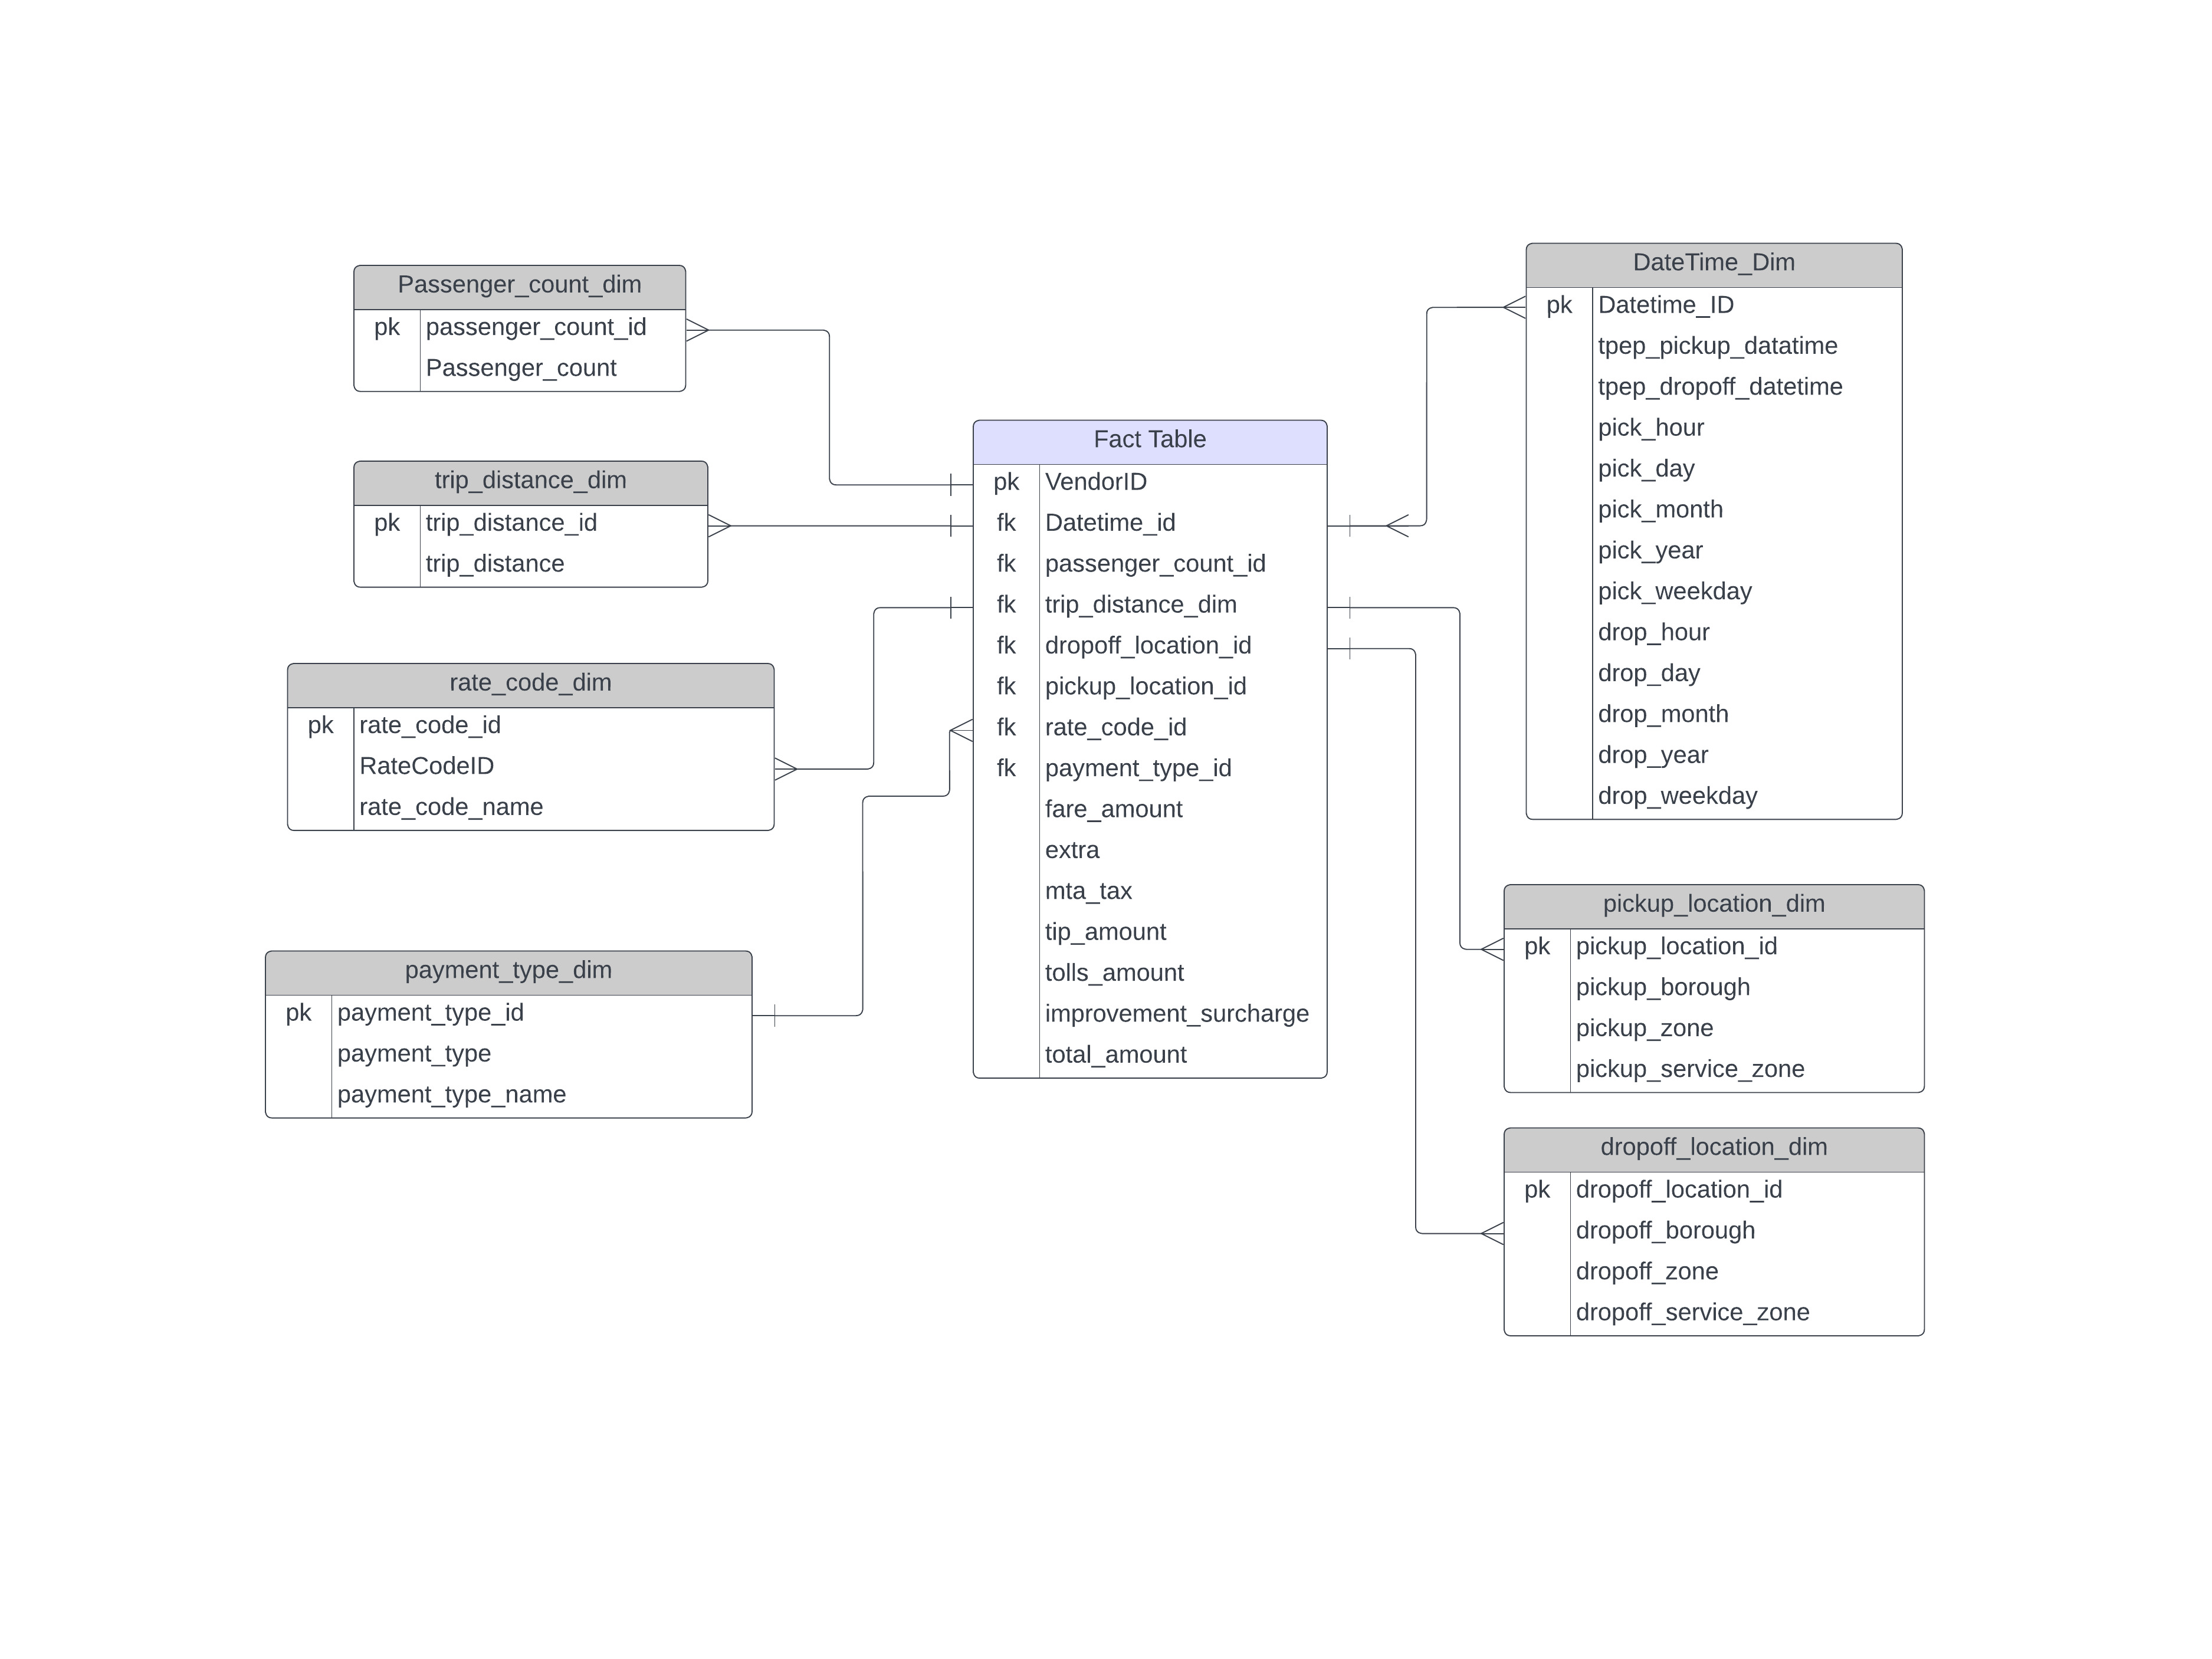 Passenger_count_dim
pk passenger_count_id
Passenger_count
trip_distance_dim
pk trip_distance_id
trip_distance
rate_code_dim
pk rate_code_id
RateCodeID
rate_code_name
payment_type_dim
pk payment_type_id
payment_type
payment_type_name
Fact Table
pk VendorID
fk Datetime_id
fk passenger_count_id
fk trip_distance_dim
fk dropoff_location_id
fk pickup_location_id
fk rate_code_id
fk payment_type_id
fare_amount
extra
mta_tax
tip_amount
tolls_amount
improvement_surcharge
total_amount
DateTime_Dim
pk Datetime_ID
tpep_pickup_datatime
tpep_dropoff_datetime
pick_hour
pick_day
pick_month
pick_year
pick_weekday
drop_hour
drop_day
drop_month
drop_year
drop_weekday
pickup_location_dim
pk pickup_location_id
pickup_borough
pickup_zone
pickup_service_zone
dropoff_location_dim
pk dropoff_location_id
dropoff_borough
dropoff_zone
dropoff_service_zone